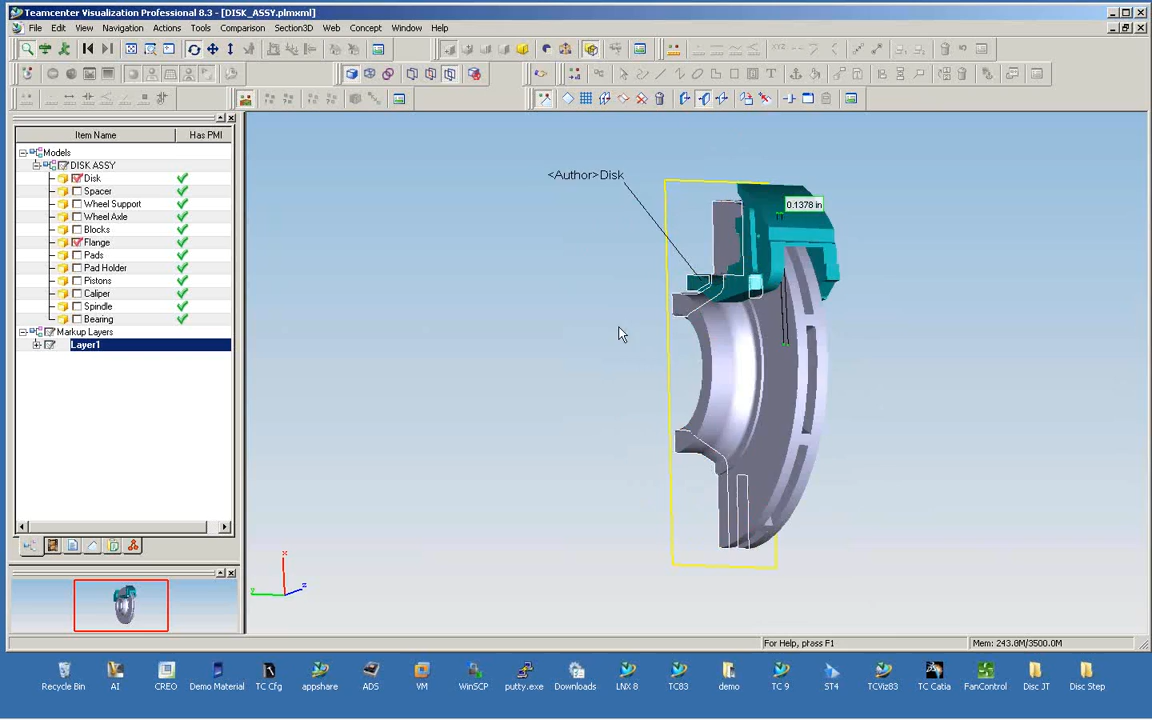 Teamcenter Visualization Professional 8.3 - [DISK_ASSY.plmxml]
File Edit View Navigation Actions Tools Comparison Section3D Web Concept Window Help
Item Name Has PMI
Models
DISK ASSY
Disk
Spacer
Wheel Support
Wheel Axle
Blocks
Flange
Pads
Pad Holder
Pistons
Caliper
Spindle
Bearing
Markup Layers
Layer1
<Author>Disk
0.1378 in
For Help, press F1
Mem: 243.0M/3500.0M
Recycle Bin AI CREO Demo Material TC Cfg appshare ADS VM WinSCP putty.exe Downloads LNX 8 TC83 demo TC 9 ST4 TCViz83 TC Catia FanControl Disc JT Disc Step